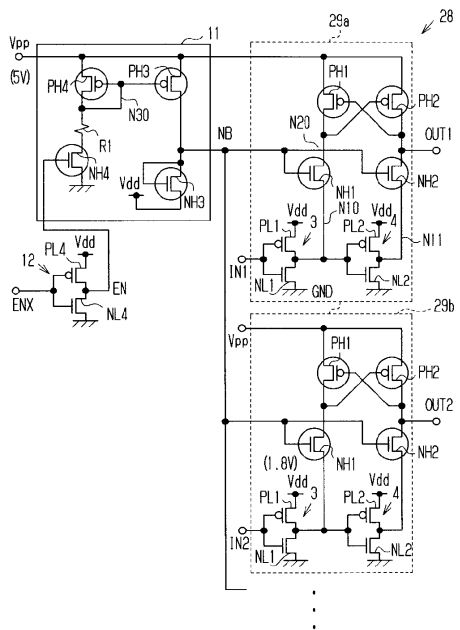 11
29a
28
Vpp
(5V)
PH4
PH3
PH1
PH2
N30
R1
NB
N20
OUT1
NH4
Vdd
NH3
NH1
NH2
N10
Vdd
Vdd
PL1
3
PL2
4
N11
PL4
Vdd
12
IN1
NL1
GND
NL2
EN
ENX
NL4
29b
Vpp
PH1
PH2
OUT2
NH1
NH2
(1.8V)
Vdd
Vdd
PL1
3
PL2
4
IN2
NL1
NL2